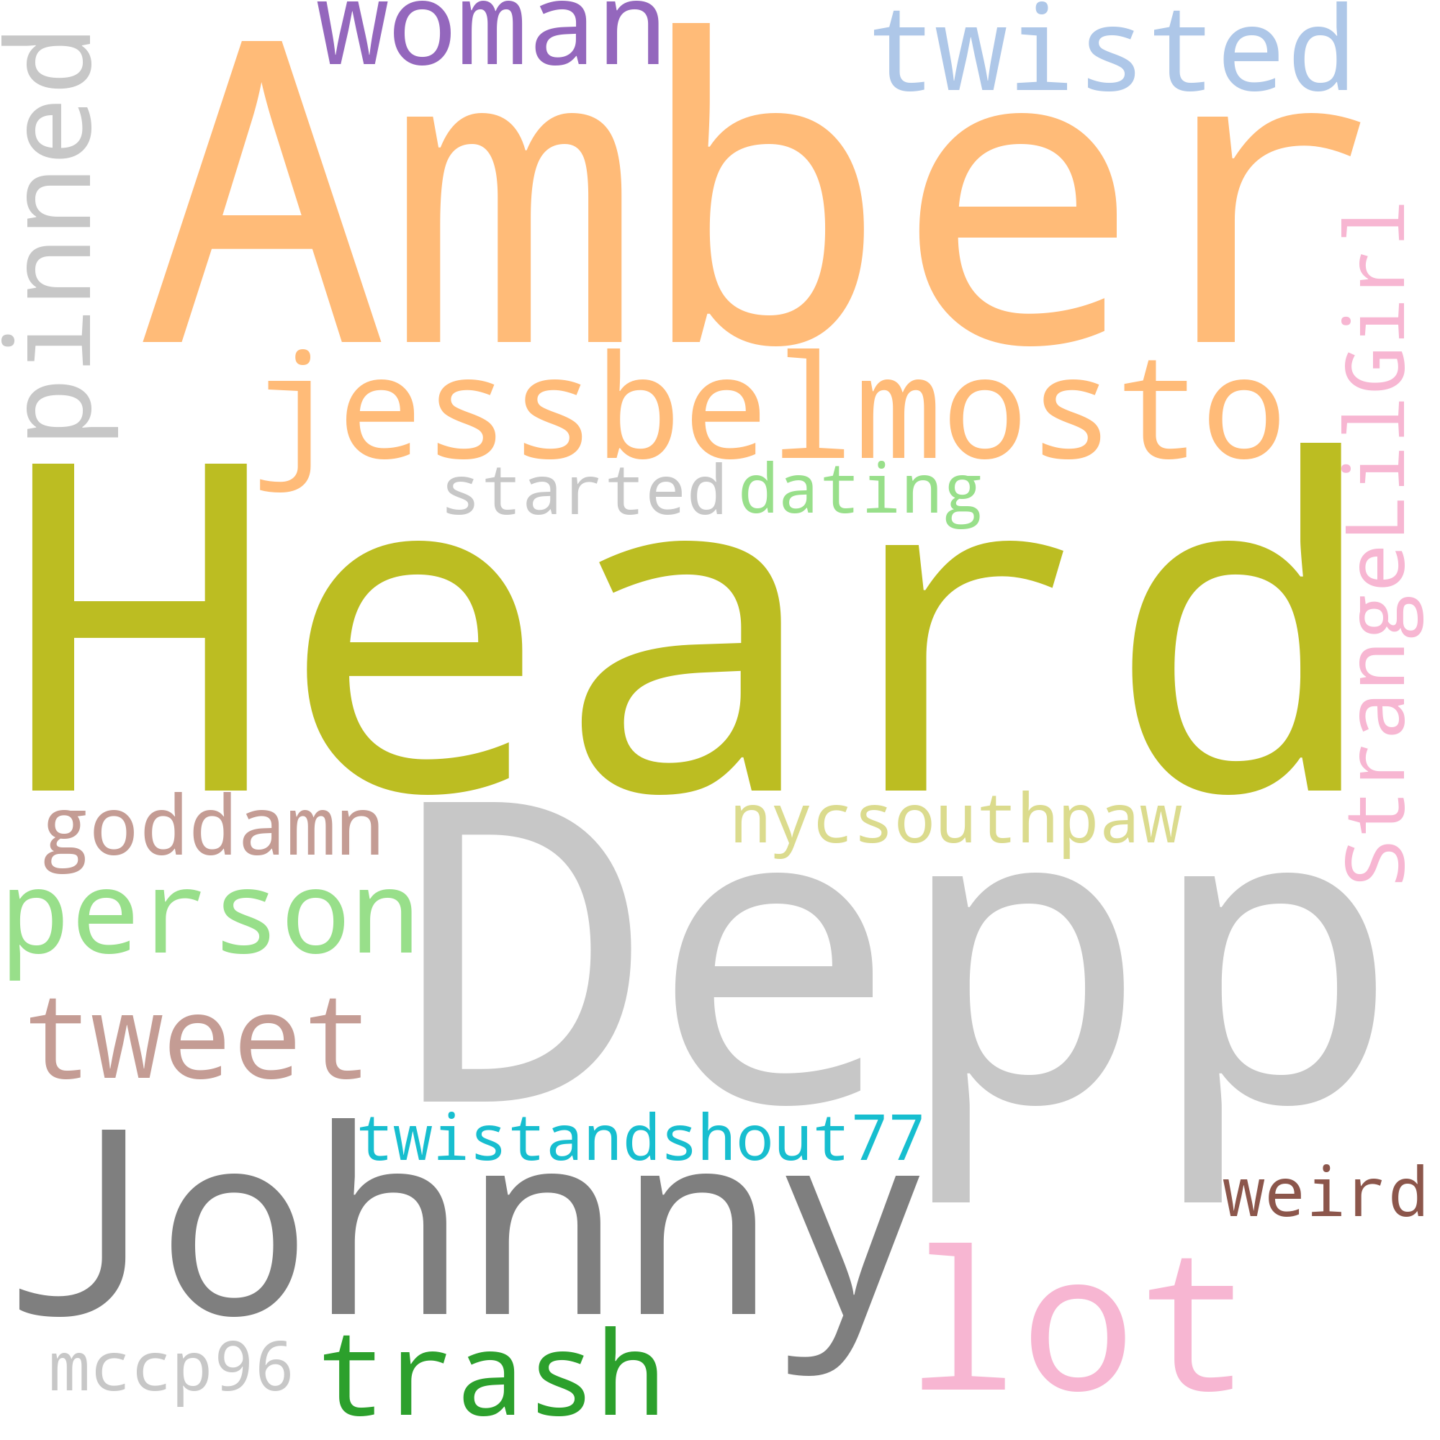 woman
twisted
pinned
Amber
StrangeLilGirl
jessbelmosto
started
dating
Heard
goddamn
nycsouthpaw
person
Depp
tweet
twistandshout77
Johnny
weird
lot
mccp96
trash